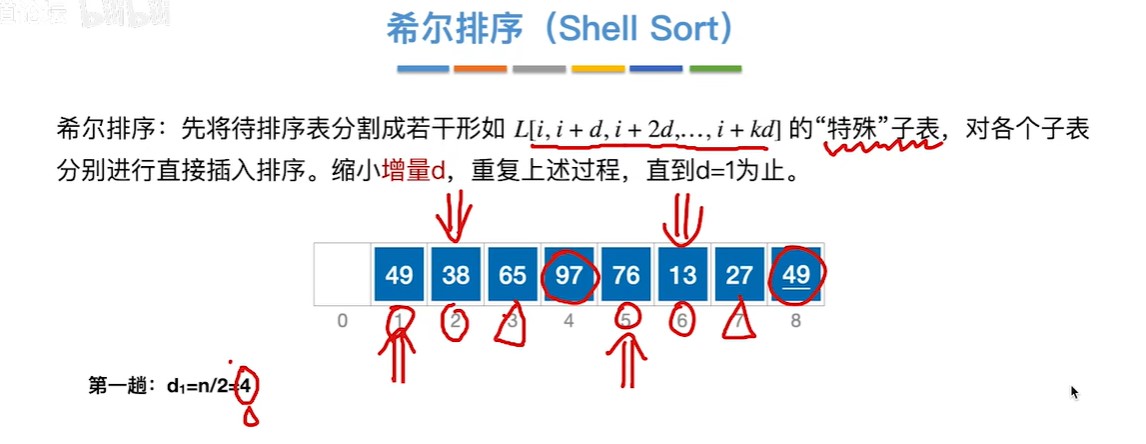 希尔排序（Shell Sort）
希尔排序：先将待排序表分割成若干形如 L[i, i + d, i + 2d,…, i + kd] 的“特殊”子表，对各个子表
分别进行直接插入排序。缩小增量d，重复上述过程，直到d=1为止。
49 38 65 97 76 13 27 49
0 1 2 3 4 5 6 7 8
第一趟：d₁=n/2=4